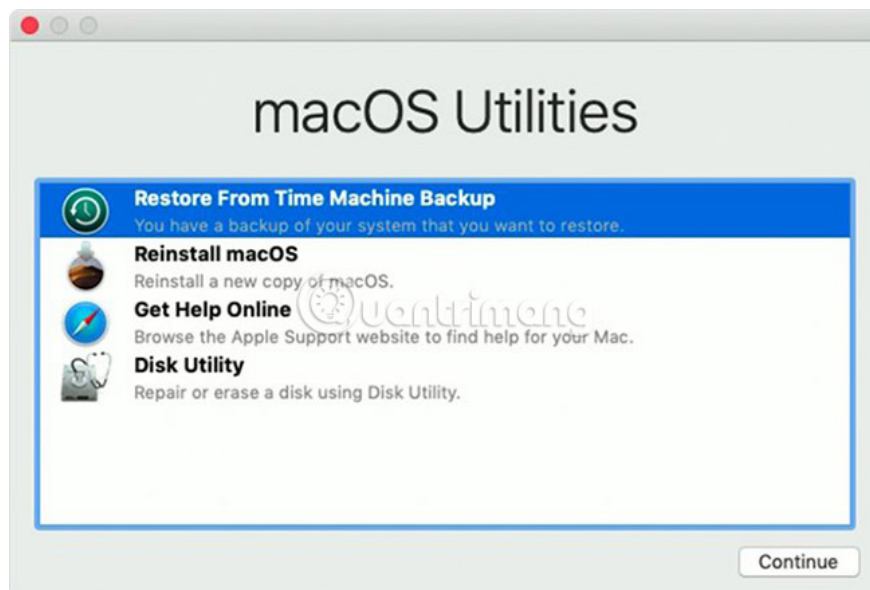 macOS Utilities
Restore From Time Machine Backup
You have a backup of your system that you want to restore.
Reinstall macOS
Reinstall a new copy of macOS.
Get Help Online
Quantrimang
Browse the Apple Support website to find help for your Mac.
Disk Utility
Repair or erase a disk using Disk Utility.
Continue